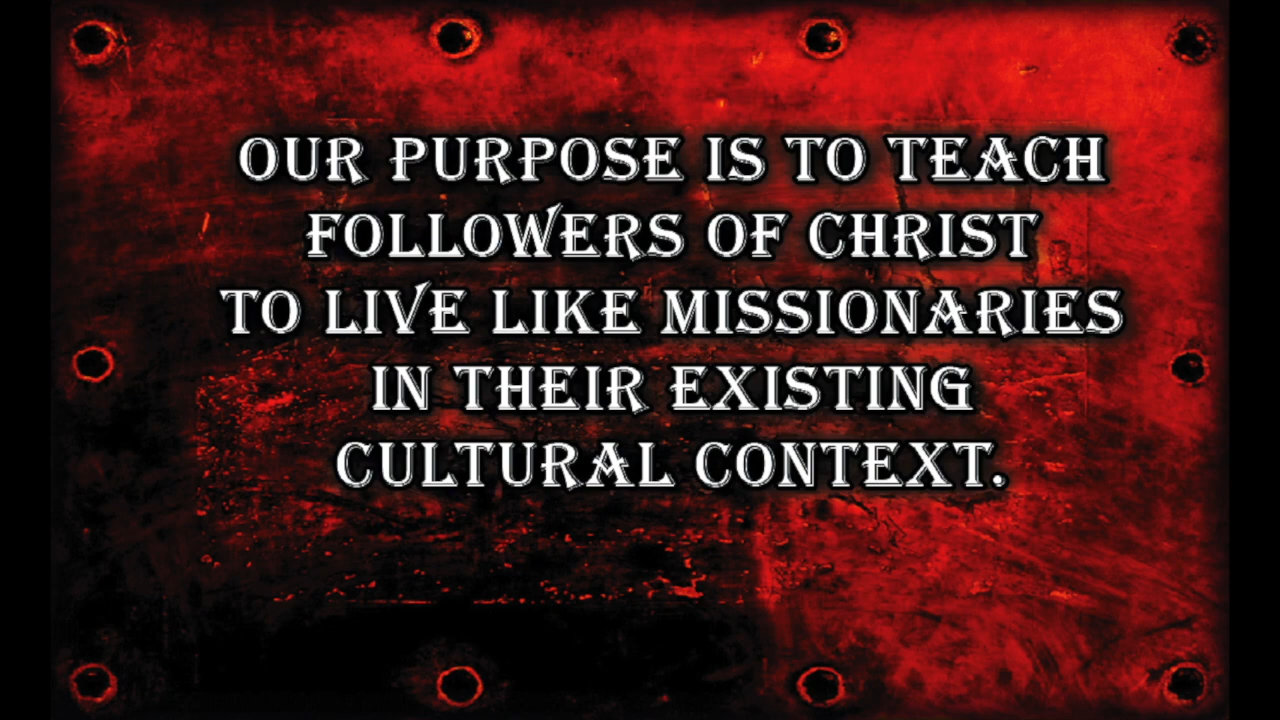 OUR PURPOSE IS TO TEACH
FOLLOWERS OF CHRIST
TO LIVE LIKE MISSIONARIES
IN THEIR EXISTING
CULTURAL CONTEXT.